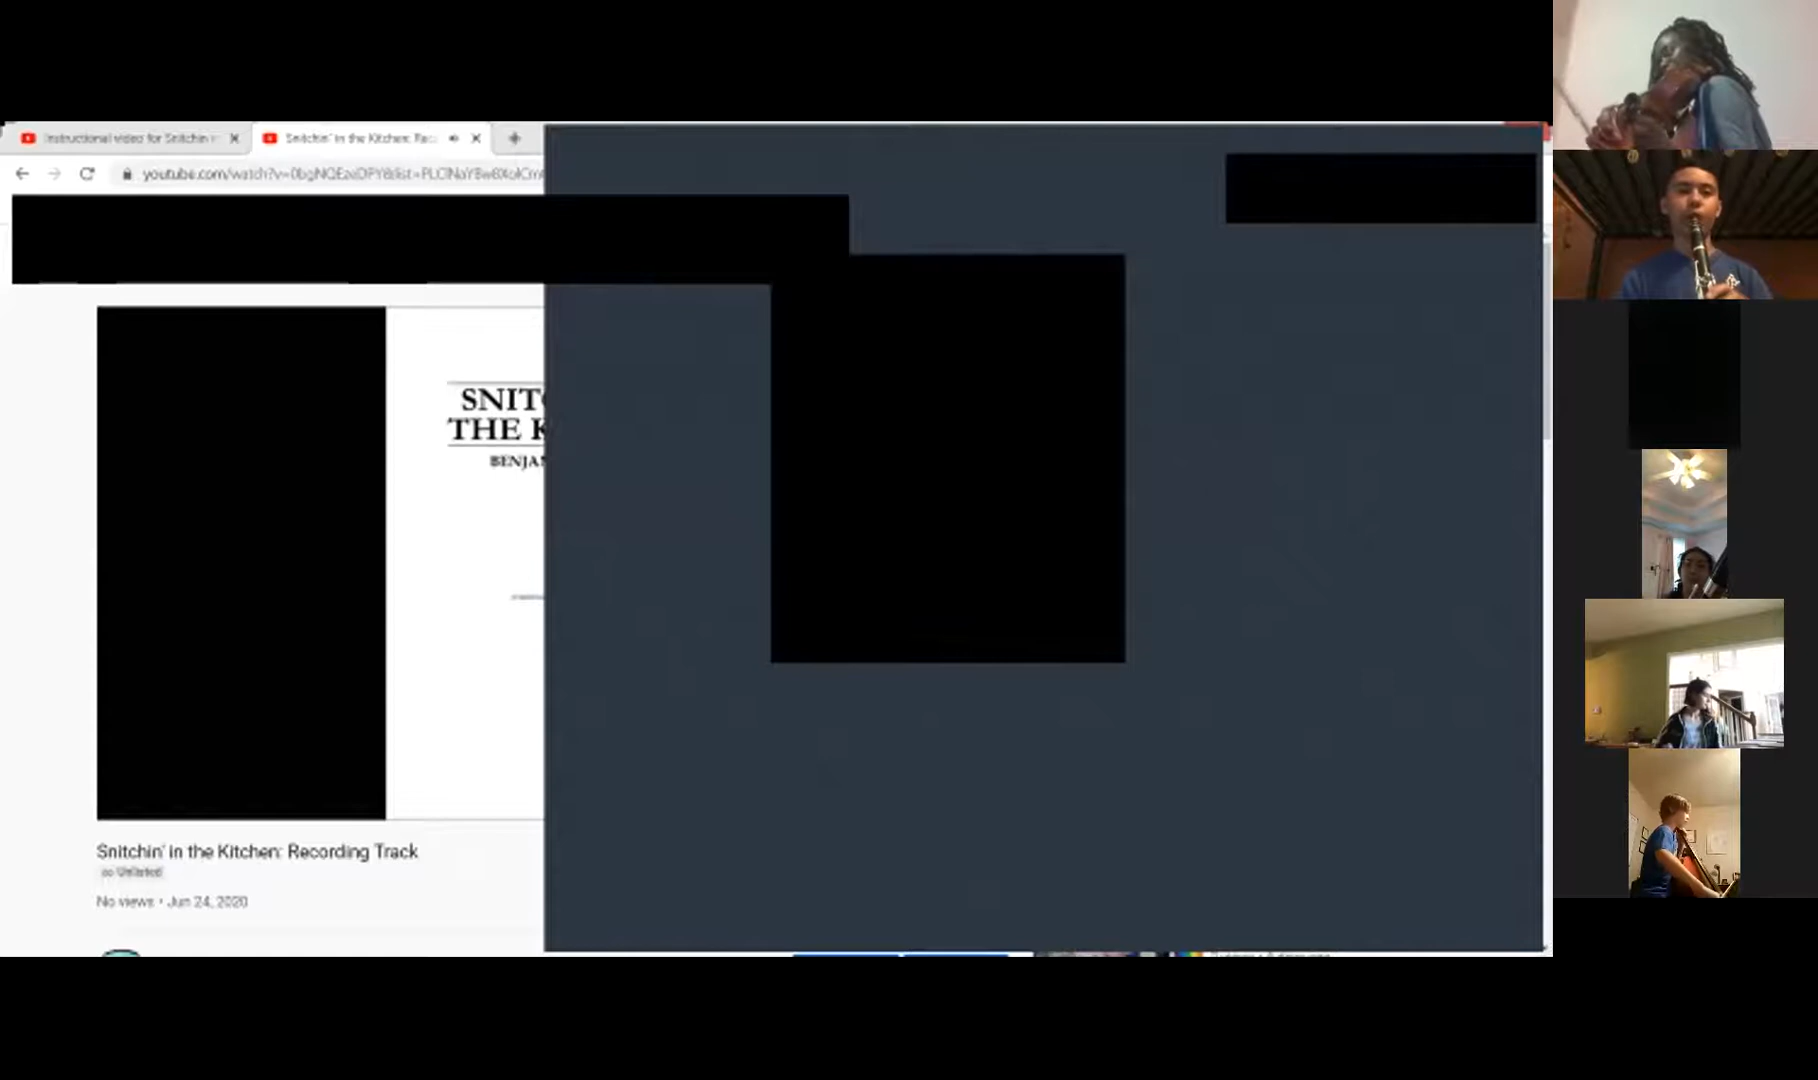 Instructional video for Snitchin i
Snitchin' in the Kitchen: Rec
youtube.com/watch?v=
SNIT
THE K
BENJA
Snitchin' in the Kitchen: Recording Track
Unlisted
No views • Jun 24, 2020